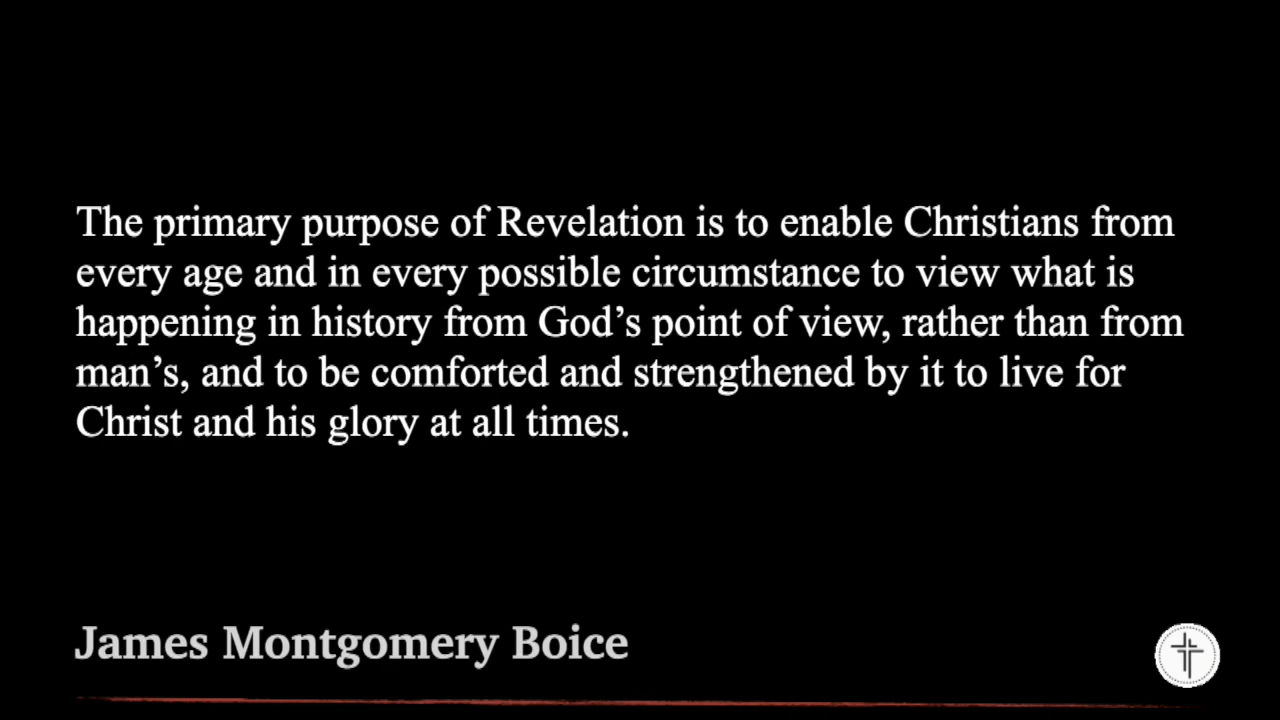 The primary purpose of Revelation is to enable Christians from
every age and in every possible circumstance to view what is
happening in history from God’s point of view, rather than from
man’s, and to be comforted and strengthened by it to live for
Christ and his glory at all times.
James Montgomery Boice